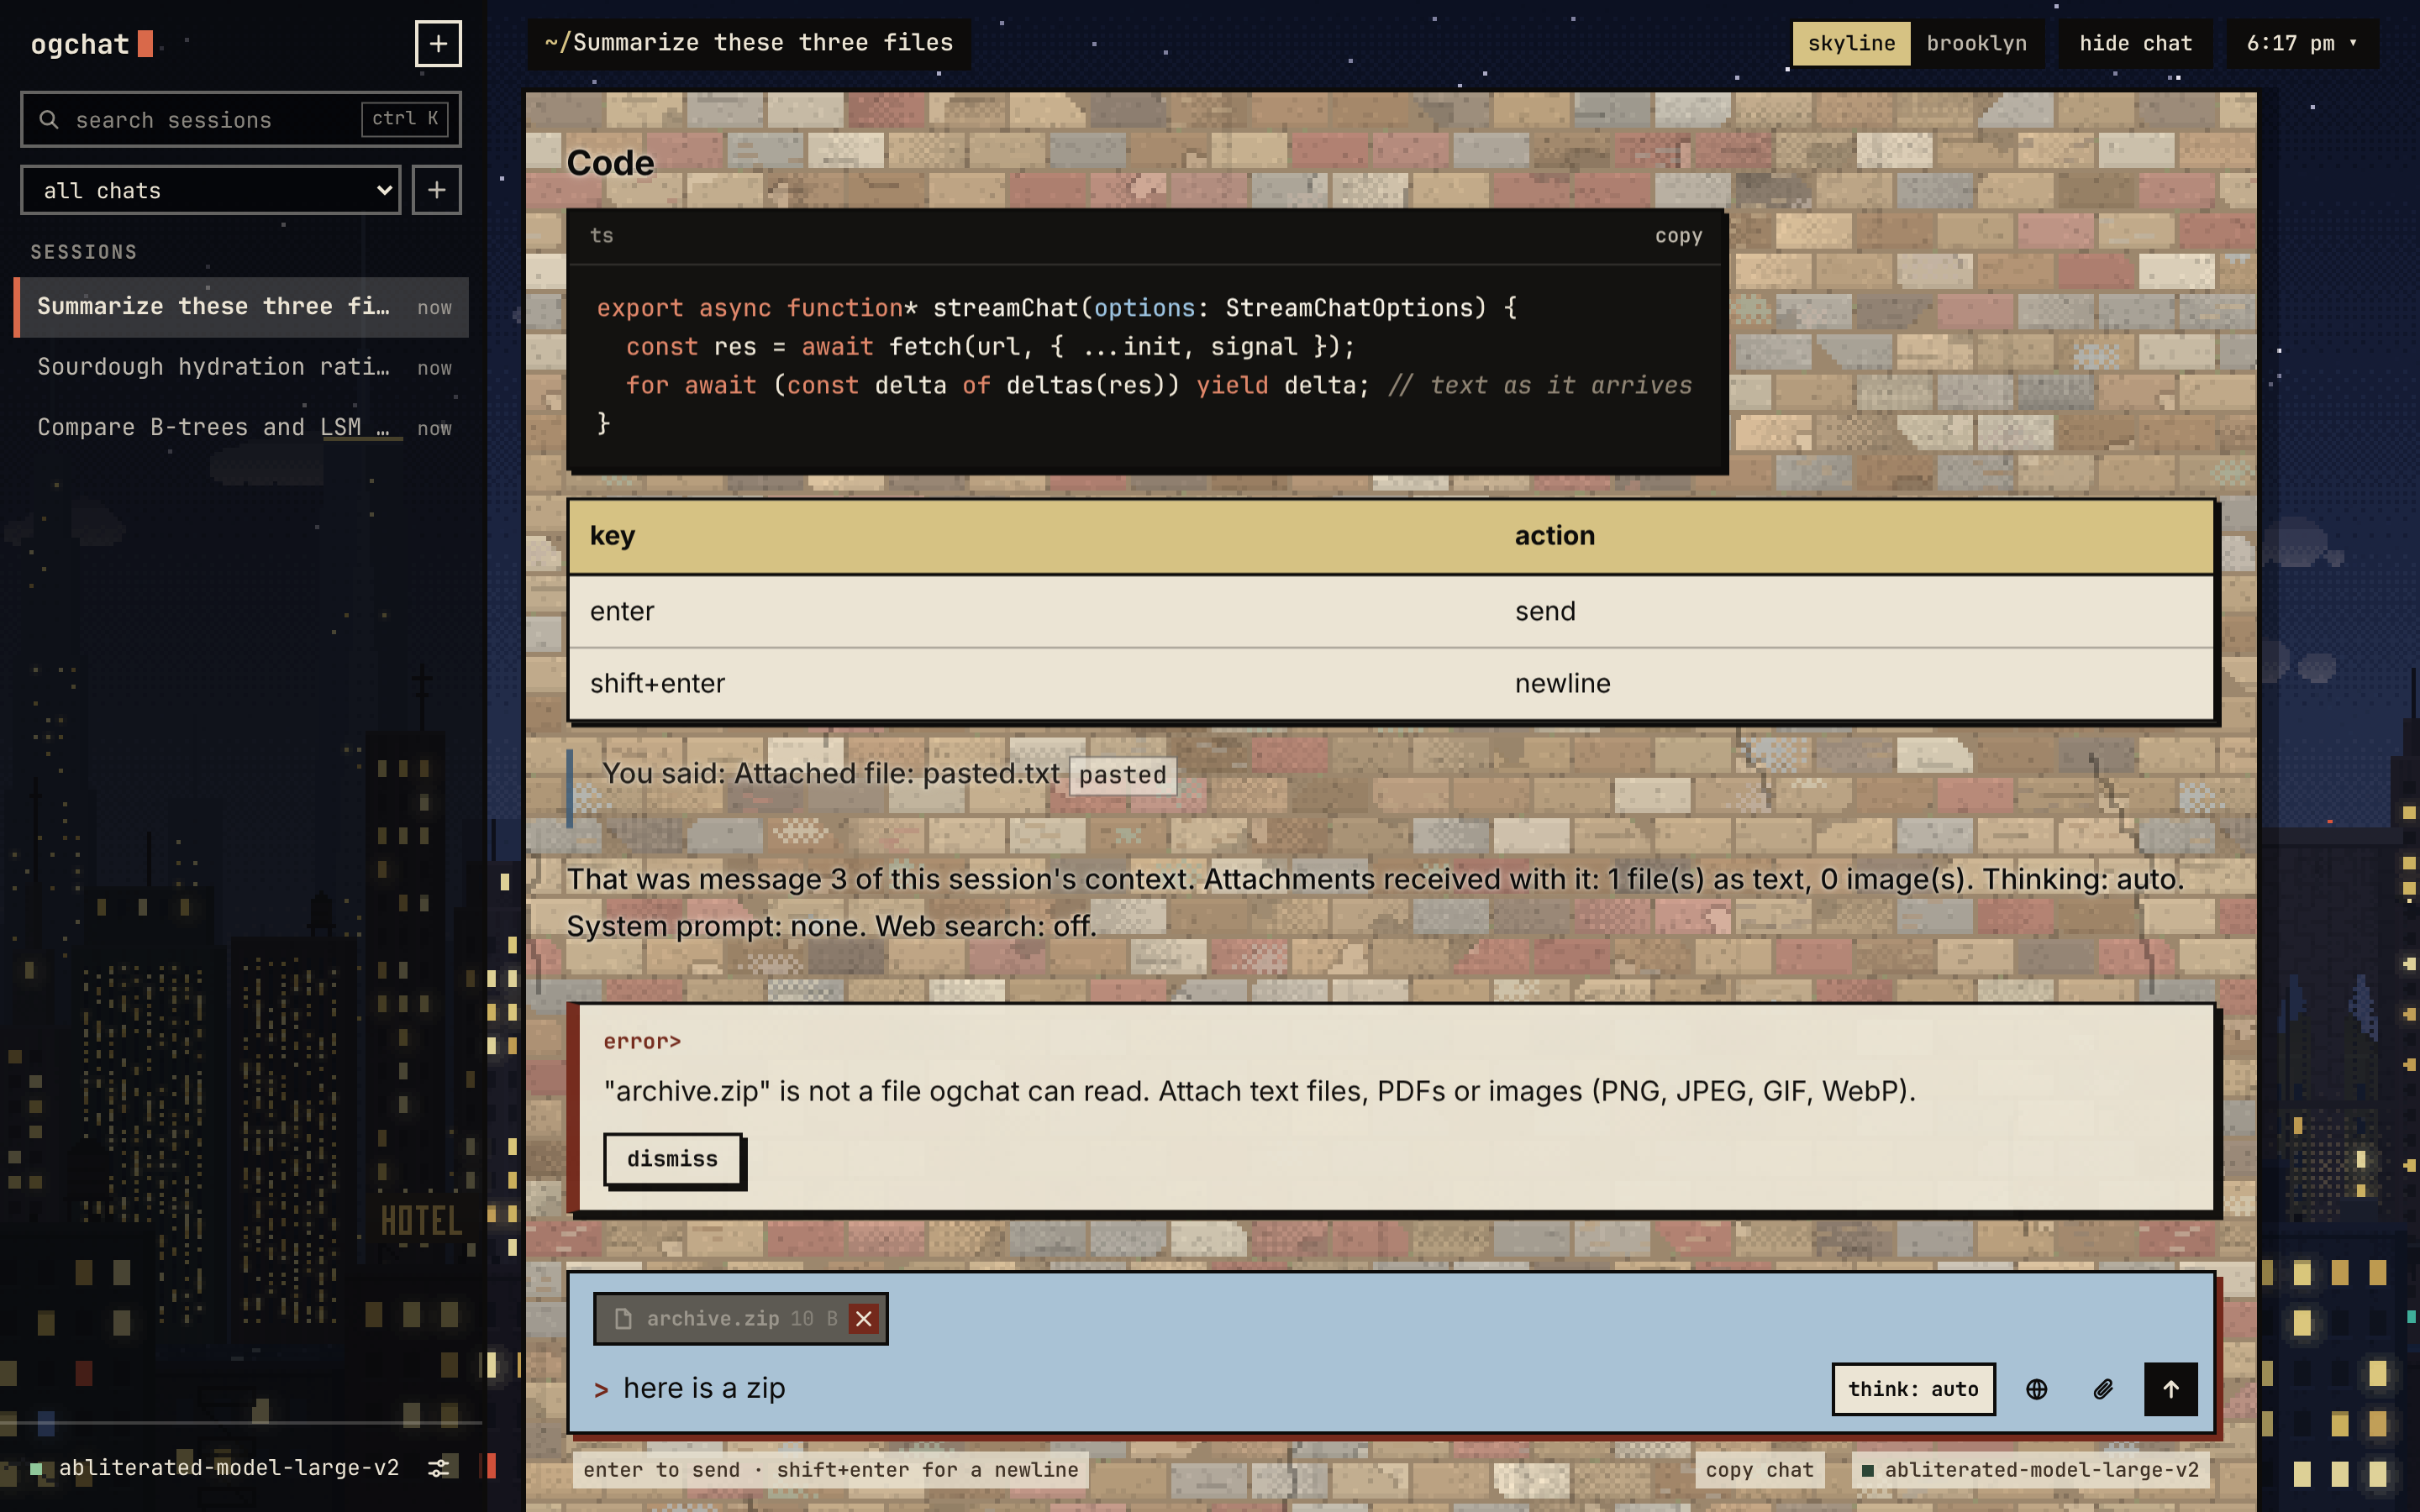 ogchat
+
search sessions ctrl K
all chats
+
SESSIONS
Summarize these three fi… now
Sourdough hydration rati… now
Compare B-trees and LSM … now
HOTEL
abliterated-model-large-v2
~/Summarize these three files
skyline brooklyn hide chat 6:17 pm
Code
ts copy
export async function* streamChat(options: StreamChatOptions) {
const res = await fetch(url, { ...init, signal });
for await (const delta of deltas(res)) yield delta; // text as it arrives
}
key action
enter send
shift+enter newline
You said: Attached file: pasted.txt pasted
That was message 3 of this session's context. Attachments received with it: 1 file(s) as text, 0 image(s). Thinking: auto.
System prompt: none. Web search: off.
error>
"archive.zip" is not a file ogchat can read. Attach text files, PDFs or images (PNG, JPEG, GIF, WebP).
dismiss
archive.zip 10 B
> here is a zip
think: auto
enter to send · shift+enter for a newline
copy chat abliterated-model-large-v2